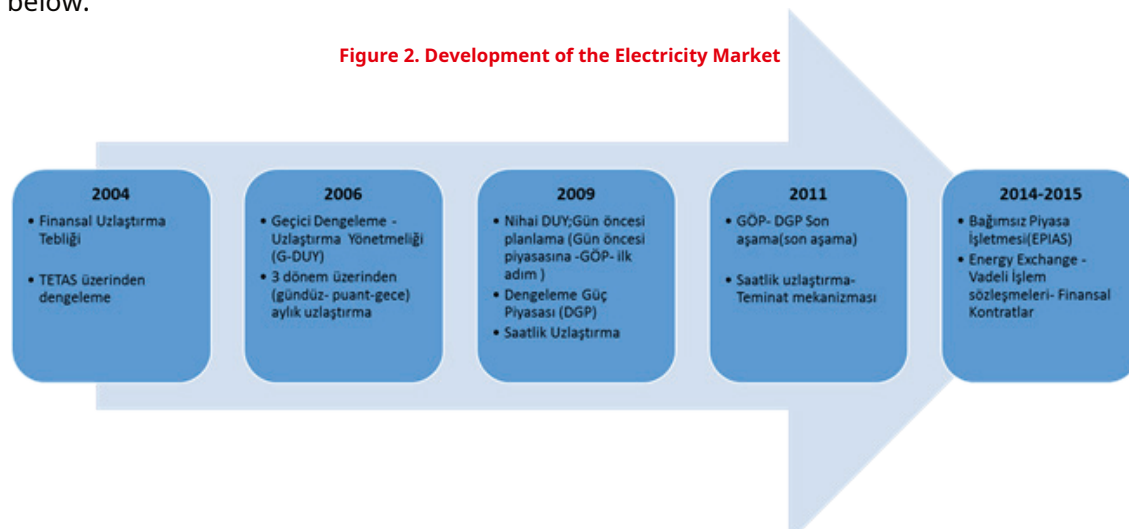 below.
Figure 2. Development of the Electricity Market
2004
• Finansal Uzlaştırma
Tebliği
• TETAS üzerinden
dengeleme
2006
• Geçici Dengeleme -
Uzlaştırma Yönetmeliği
(G-DUY)
• 3 dönem üzerinden
(gündüz- puant-gece)
aylık uzlaştırma
2009
• Nihai DUY;Gün öncesi
planlama (Gün öncesi
piyasasına -GÖP- ilk
adım )
• Dengeleme Güç
Piyasası (DGP)
• Saatlik Uzlaştırma
2011
• GÖP- DGP Son
aşama(son aşama)
• Saatlik uzlaştırma-
Teminat mekanizması
2014-2015
• Bağımsız Piyasa
İşletmesi(EPIAS)
• Energy Exchange -
Vadeli İşlem
sözleşmeleri- Finansal
Kontratlar